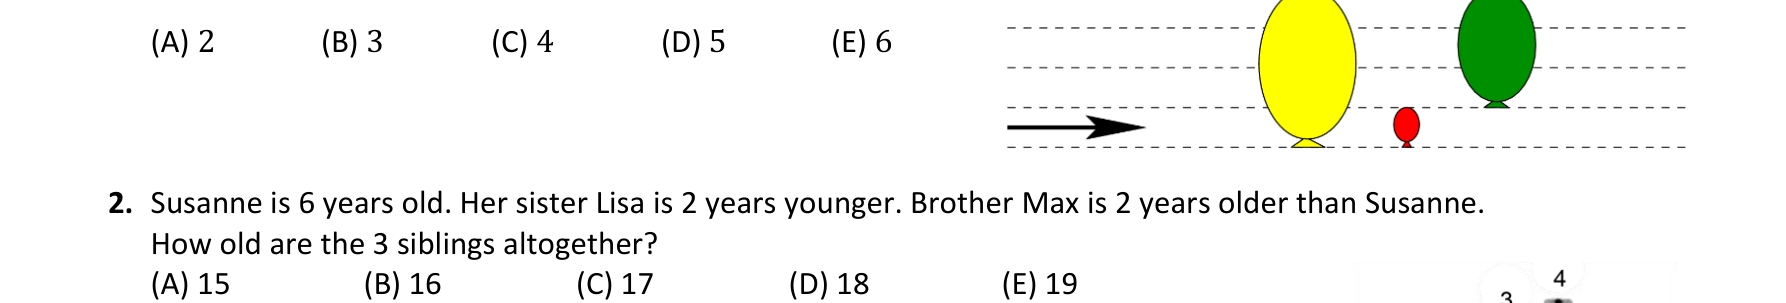 (A) 2 (B) 3 (C) 4 (D) 5 (E) 6
2. Susanne is 6 years old. Her sister Lisa is 2 years younger. Brother Max is 2 years older than Susanne.
How old are the 3 siblings altogether?
(A) 15 (B) 16 (C) 17 (D) 18 (E) 19
4
3